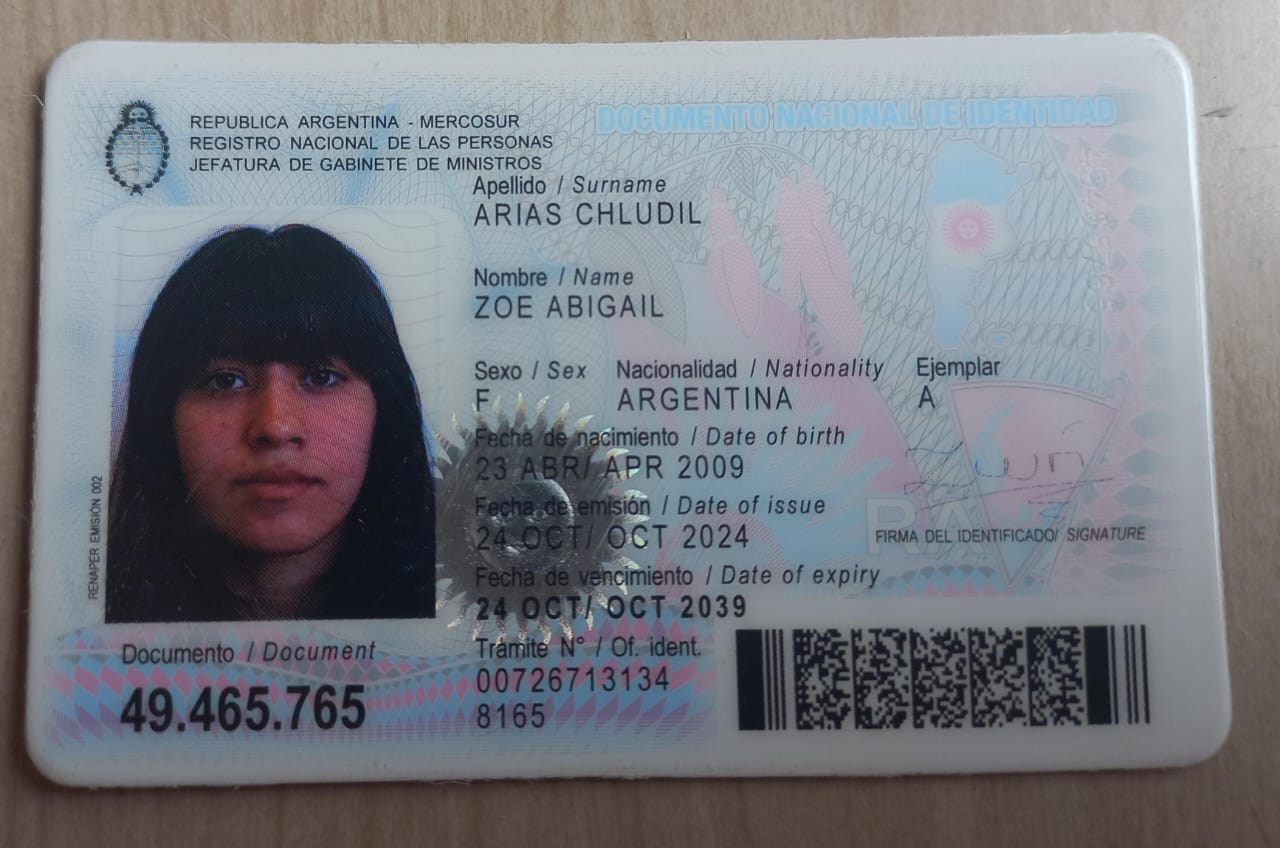 DOCUMENTO NACIONAL DE IDENTIDAD
REPUBLICA ARGENTINA - MERCOSUR
REGISTRO NACIONAL DE LAS PERSONAS
JEFATURA DE GABINETE DE MINISTROS
Apellido / Surname
ARIAS CHLUDIL
Nombre / Name
ZOE ABIGAIL
Sexo / Sex Nacionalidad / Nationality Ejemplar
F ARGENTINA A
Fecha de nacimiento / Date of birth
23 ABR/ APR 2009
Fecha de emisión / Date of issue
24 OCT/ OCT 2024
RA
FIRMA DEL IDENTIFICADO/ SIGNATURE
Fecha de vencimiento / Date of expiry
24 OCT/ OCT 2039
RENAPER EMISIÓN 002
Documento / Document
49.465.765
Trámite N° / Of. ident.
00726713134
8165